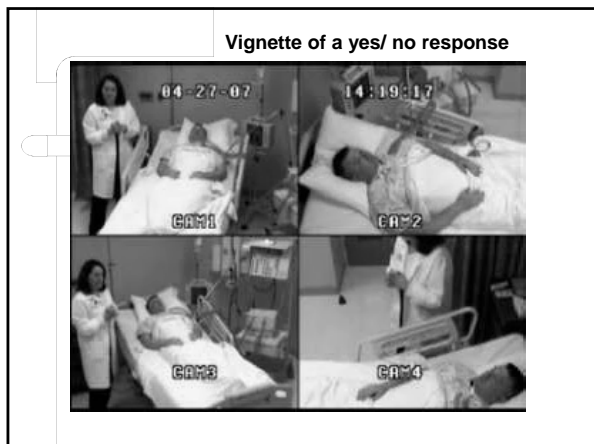 Vignette of a yes/ no response
04-27-07 14:19:17
CAM1 CAM2
CAM3 CAM4